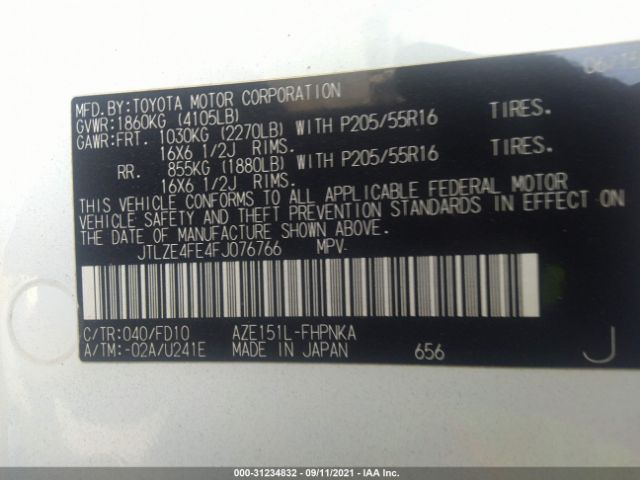 MFD.BY:TOYOTA MOTOR CORPORATION
GVWR:1860KG (4105LB)
GAWR:FRT. 1030KG (2270LB) WITH P205/55R16 TIRES.
16X6 1/2J RIMS.
RR. 855KG (1880LB) WITH P205/55R16 TIRES.
16X6 1/2J RIMS.
THIS VEHICLE CONFORMS TO ALL APPLICABLE FEDERAL MOTOR
VEHICLE SAFETY AND THEFT PREVENTION STANDARDS IN EFFECT ON
THE DATE OF MANUFACTURE SHOWN ABOVE.
JTLZE4FE4FJ076766 MPV
C/TR:040/FD10 AZE151L-FHPNKA
A/TM:-02A/U241E MADE IN JAPAN 656 J
000-31234832 - 09/11/2021 - IAA Inc.